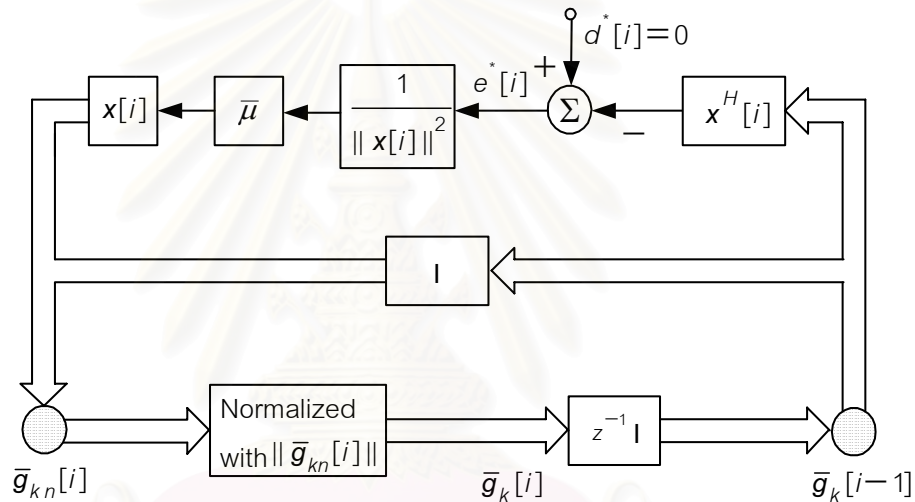 d*[i]=0
e*[i] +
x[i]
μ̄
1
‖ x[i]‖²
Σ
−
x^H[i]
I
Normalized
with‖ ḡ_kn[i]‖
z⁻¹ I
ḡ_kn[i]
ḡ_k[i]
ḡ_k[i−1]